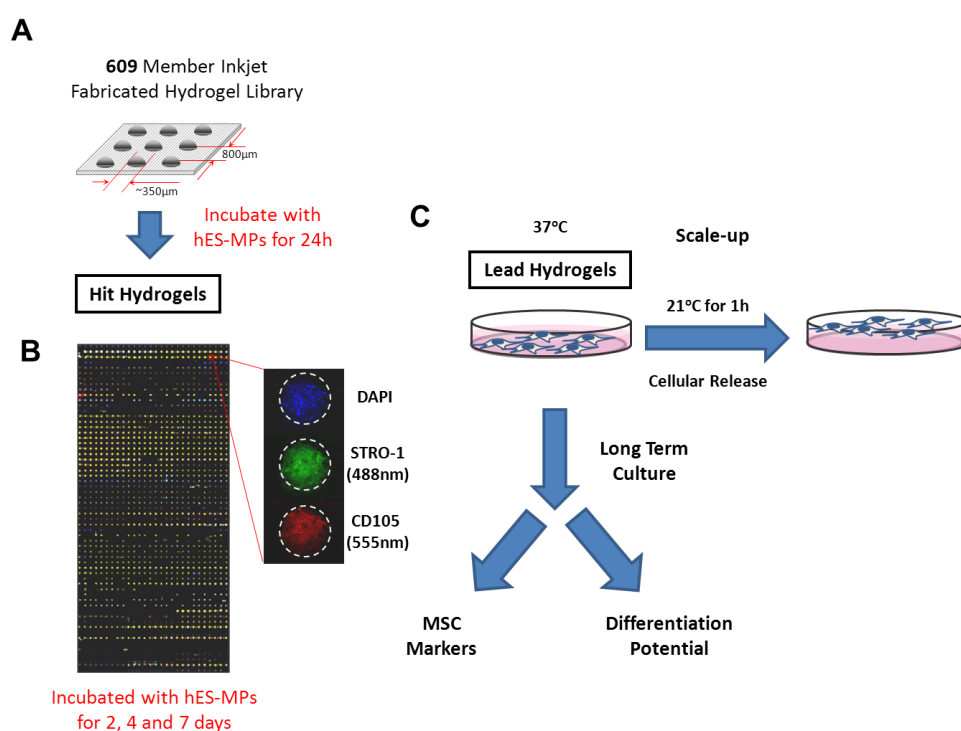 A
609 Member Inkjet
Fabricated Hydrogel Library
800µm
~350µm
Incubate with
hES-MPs for 24h
Hit Hydrogels
B
DAPI
STRO-1
(488nm)
CD105
(555nm)
Incubated with hES-MPs
for 2, 4 and 7 days
C
37°C
Scale-up
Lead Hydrogels
21°C for 1h
Cellular Release
Long Term
Culture
MSC
Markers
Differentiation
Potential